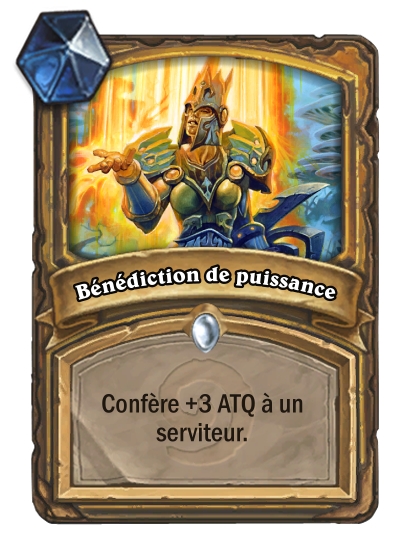 Bénédiction de puissance
Confère +3 ATQ à un
serviteur.